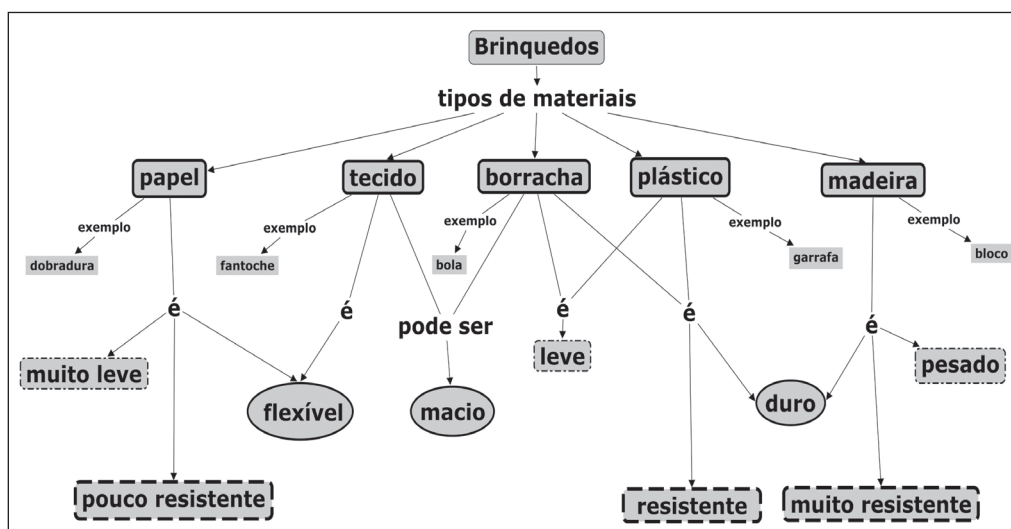 Brinquedos
tipos de materiais
papel
tecido
borracha
plástico
madeira
exemplo
exemplo
exemplo
exemplo
exemplo
dobradura
fantoche
bola
garrafa
bloco
é
é
pode ser
é
é
é
muito leve
leve
pesado
flexível
macio
duro
pouco resistente
resistente
muito resistente